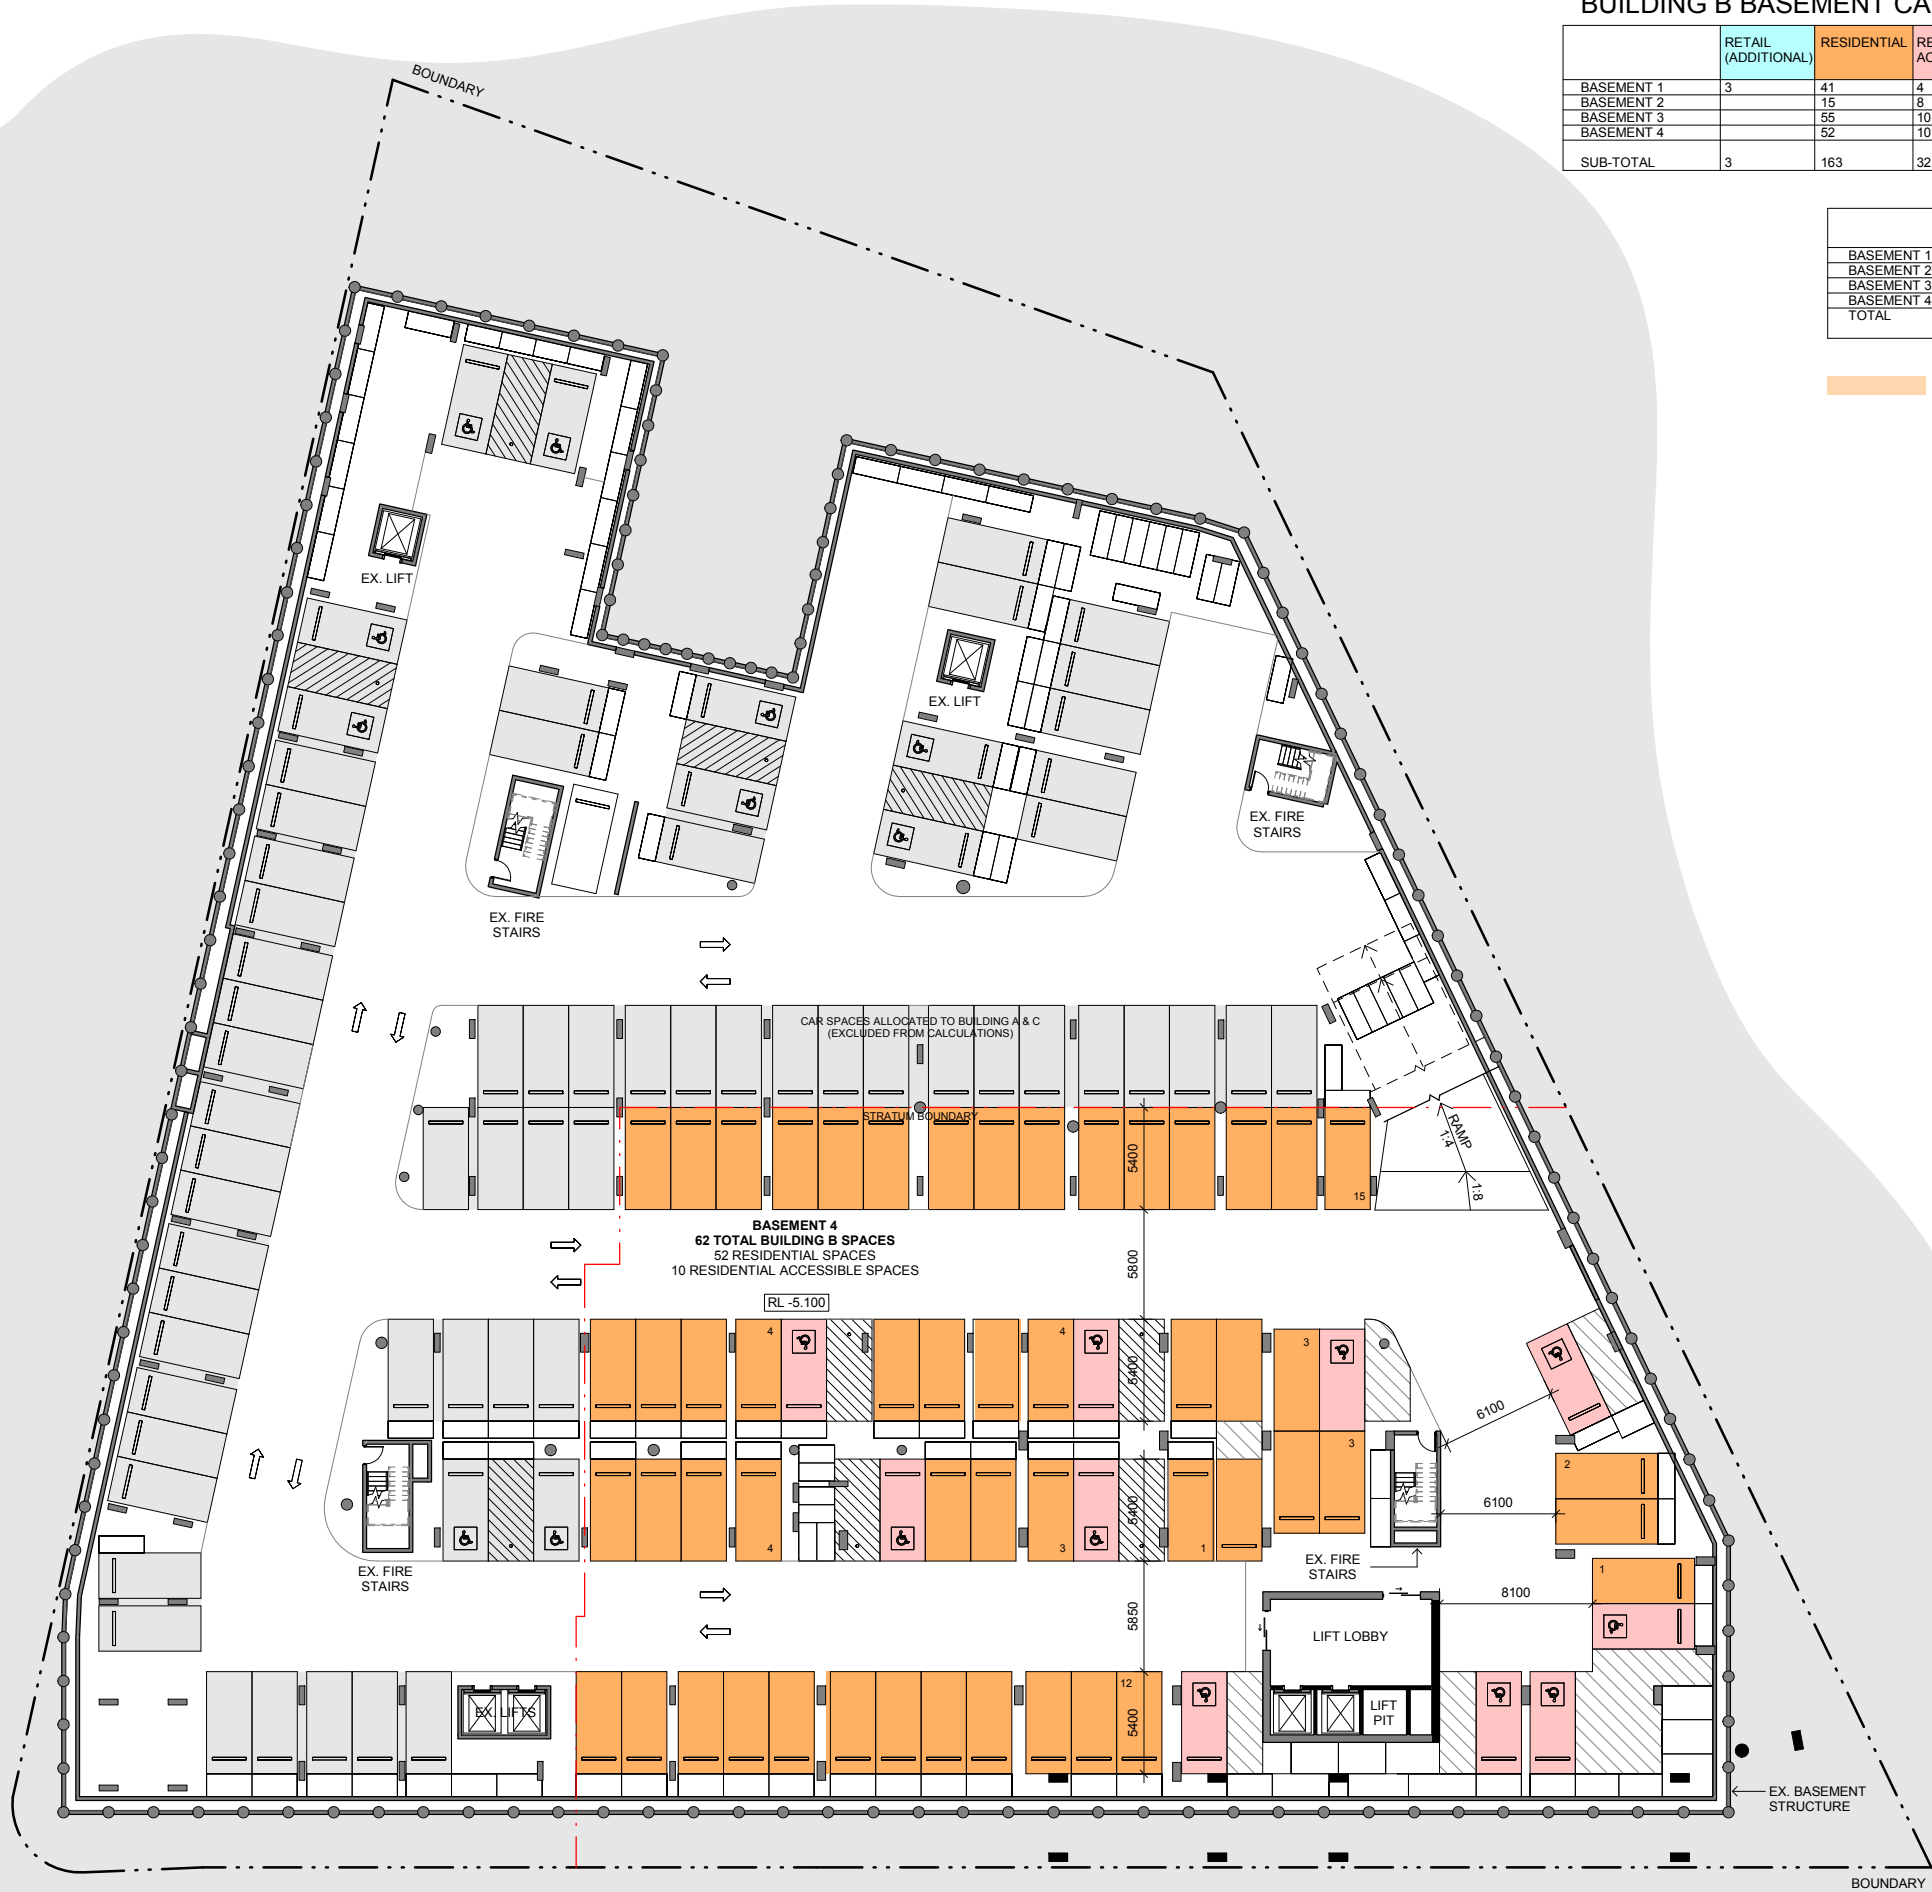 BUILDING B BASEMENT CA
RETAIL (ADDITIONAL)
RESIDENTIAL
BASEMENT 1 3 41 4
BASEMENT 2 15 8
BASEMENT 3 55 10
BASEMENT 4 52 10
SUB-TOTAL 3 163 32
BASEMENT 1
BASEMENT 2
BASEMENT 3
BASEMENT 4
TOTAL
BOUNDARY
EX. LIFT
EX. LIFT
EX. FIRE
STAIRS
EX. FIRE
STAIRS
CAR SPACES ALLOCATED TO BUILDING A & C
(EXCLUDED FROM CALCULATIONS)
STRATUM BOUNDARY
RAMP
1:4
1:8
5400
15
BASEMENT 4
62 TOTAL BUILDING B SPACES
52 RESIDENTIAL SPACES
10 RESIDENTIAL ACCESSIBLE SPACES
5800
RL -5.100
4
4
3
5400
6100
3
2
6100
5400
4
3
1
EX. FIRE
STAIRS
EX. FIRE
STAIRS
1
8100
5850
LIFT LOBBY
12
EX. LIFTS
LIFT
PIT
5400
EX. BASEMENT
STRUCTURE
BOUNDARY